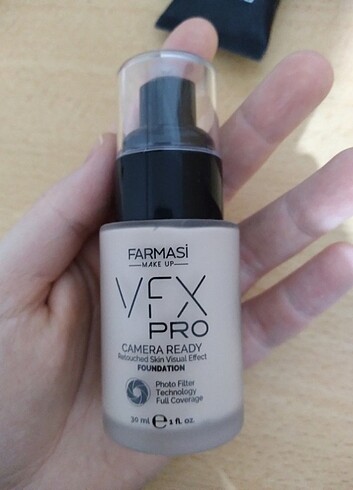 FARMASİ
MAKE UP
VFX
PRO
CAMERA READY
Retouched Skin Visual Effect
FOUNDATION
Photo Filter
Technology
Full Coverage
30 ml ℮ 1 fl. oz.